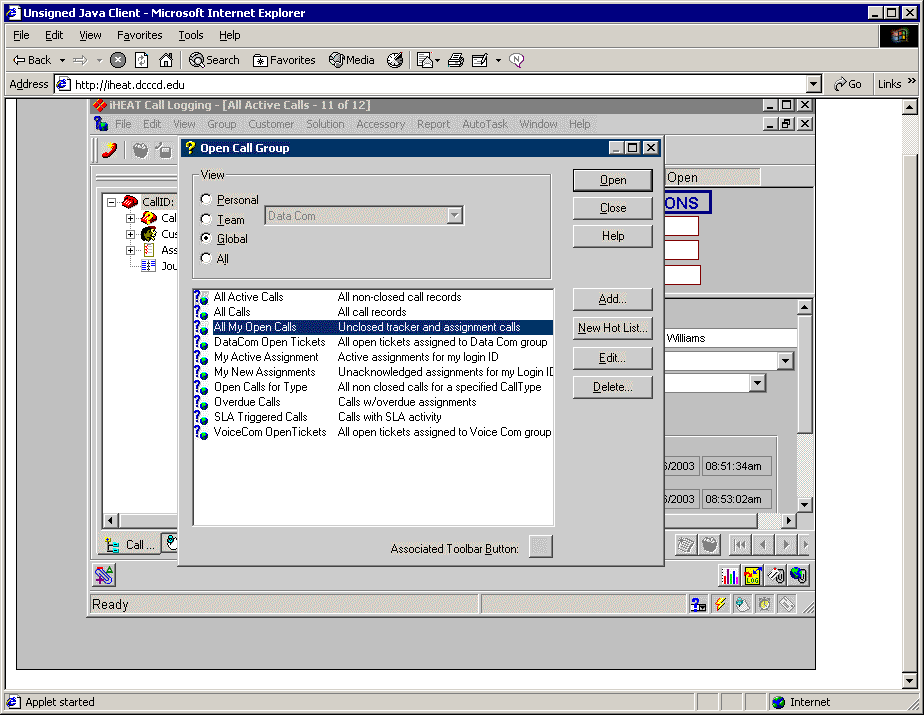 Unsigned Java Client - Microsoft Internet Explorer
File Edit View Favorites Tools Help
Back Search Favorites Media
Address http://iheat.dcccd.edu Go Links »
iHEAT Call Logging - [All Active Calls - 11 of 12]
File Edit View Group Customer Solution Accessory Report AutoTask Window Help
Open Call Group
View
Personal
Team Data Com
Global
All
Open
Close
Help
All Active Calls All non-closed call records
All Calls All call records
All My Open Calls Unclosed tracker and assignment calls
DataCom Open Tickets All open tickets assigned to Data Com group
My Active Assignment Active assignments for my login ID
My New Assignments Unacknowledged assignments for my Login ID
Open Calls for Type All non closed calls for a specified CallType
Overdue Calls Calls w/overdue assignments
SLA Triggered Calls Calls with SLA activity
VoiceCom OpenTickets All open tickets assigned to Voice Com group
Add...
New Hot List...
Edit...
Delete...
Associated Toolbar Button:
CallID:
Cal
Cus
Ass
Jou
Call ...
Open
ONS
Williams
6/2003 08:51:34am
6/2003 08:53:02am
LOG
Ready
Applet started Internet